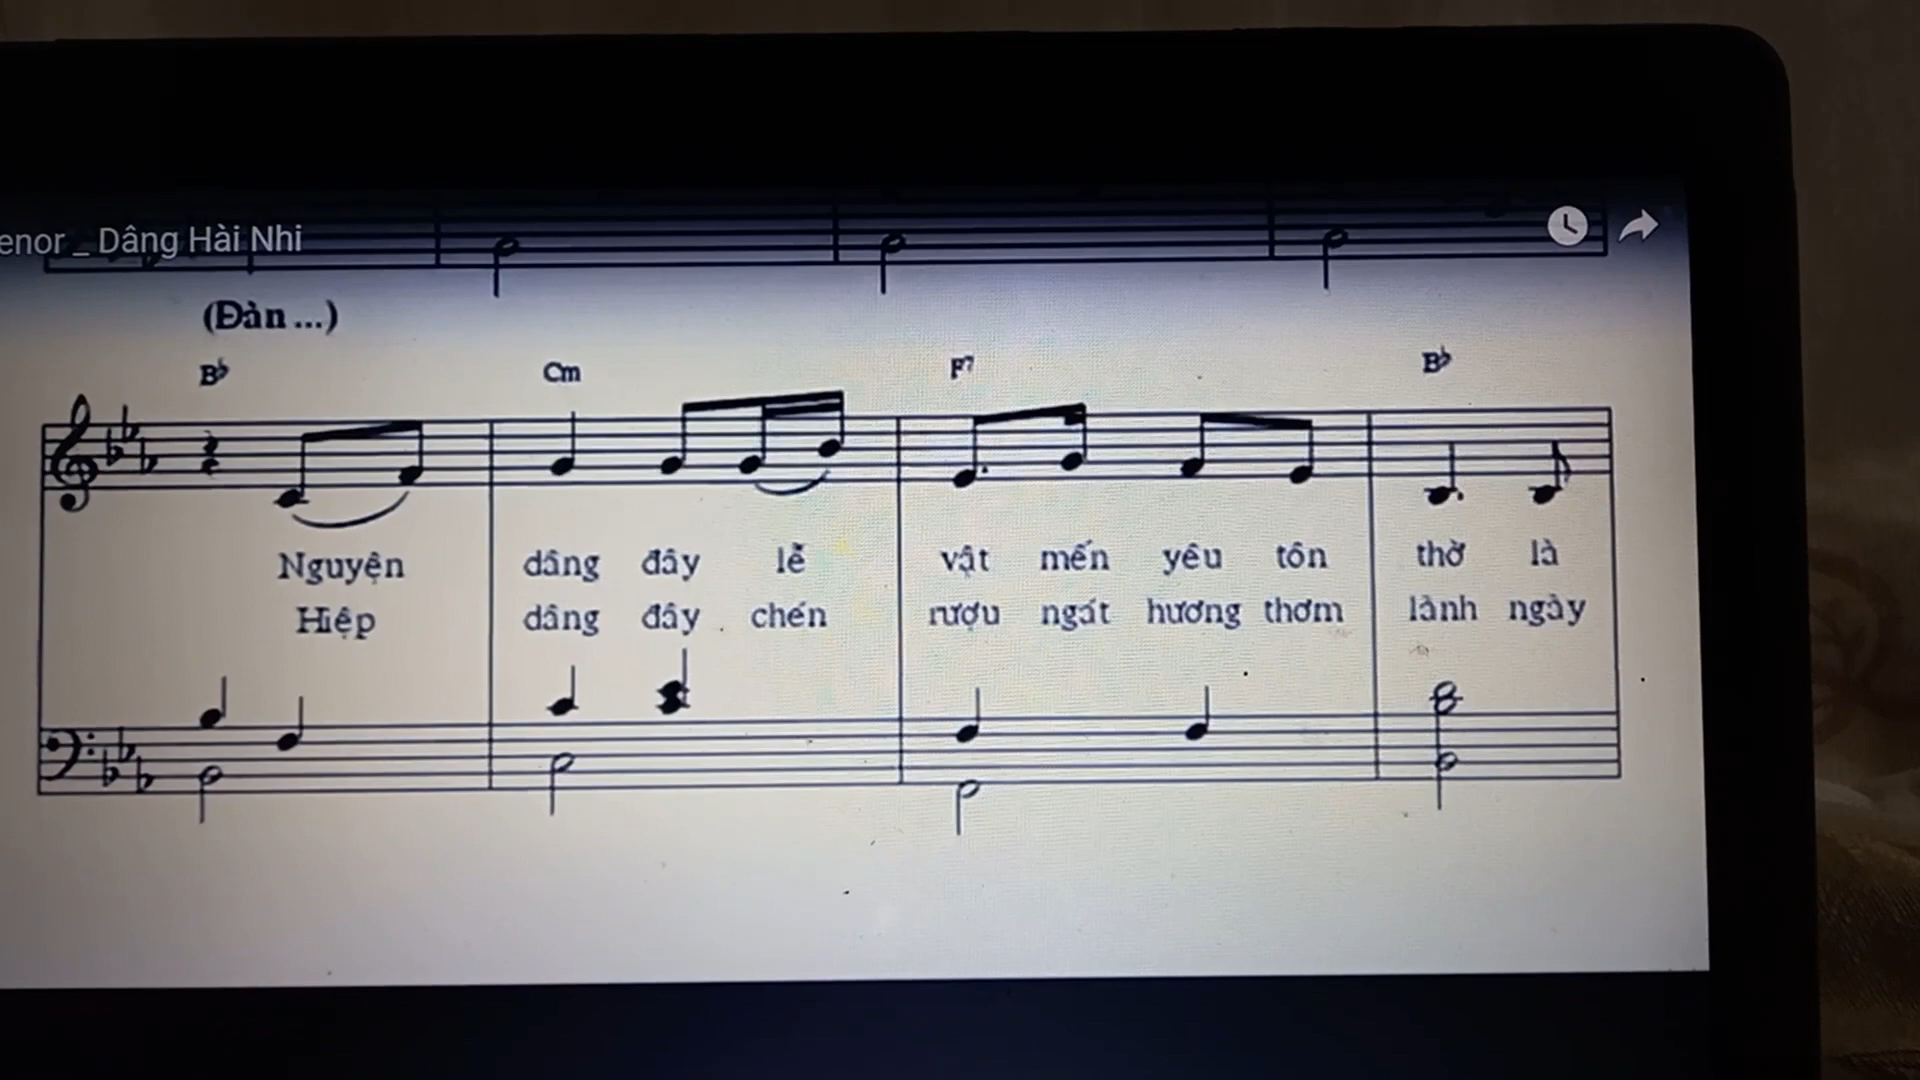 enor _ Dâng Hài Nhi
(Đàn ...)
B♭ Cm F7 B♭
Nguyện dâng đây lễ vật mến yêu tôn thờ là
Hiệp dâng đây chén rượu ngát hương thơm lành ngày